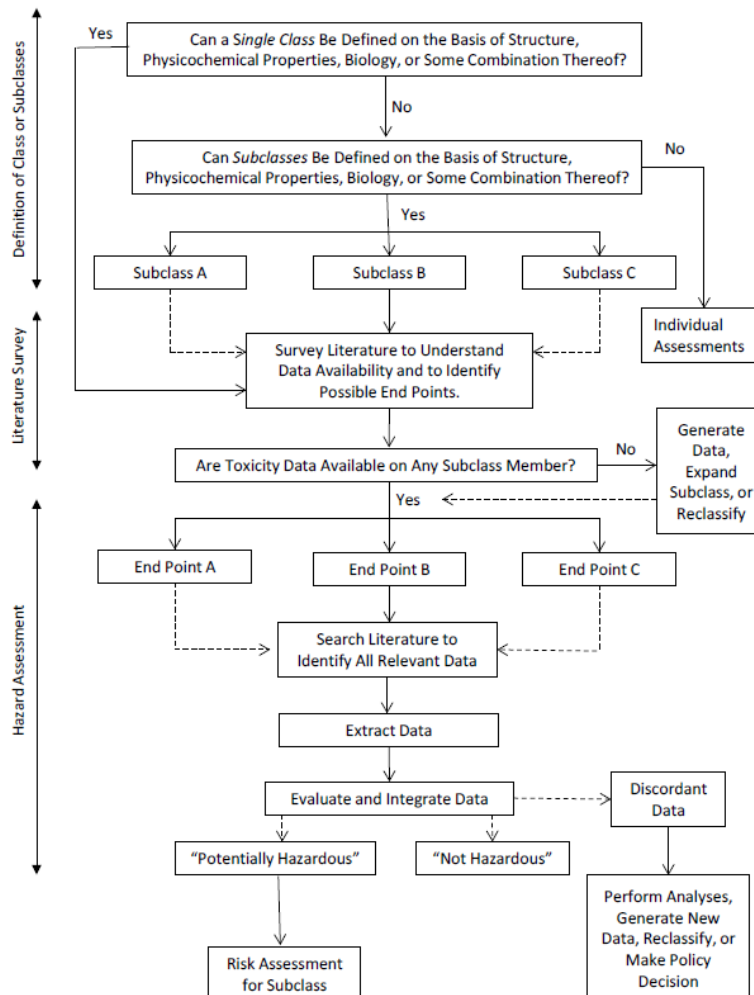 Yes
Can a Single Class Be Defined on the Basis of Structure,
Physicochemical Properties, Biology, or Some Combination Thereof?
No
Can Subclasses Be Defined on the Basis of Structure,
Physicochemical Properties, Biology, or Some Combination Thereof?
No
Yes
Subclass A
Subclass B
Subclass C
Definition of Class or Subclasses
Individual
Assessments
Survey Literature to Understand
Data Availability and to Identify
Possible End Points.
Literature Survey
Are Toxicity Data Available on Any Subclass Member?
No
Generate
Data,
Expand
Subclass, or
Reclassify
Yes
End Point A
End Point B
End Point C
Search Literature to
Identify All Relevant Data
Extract Data
Hazard Assessment
Evaluate and Integrate Data
Discordant
Data
“Potentially Hazardous”
“Not Hazardous”
Perform Analyses,
Generate New
Data, Reclassify, or
Make Policy
Decision
Risk Assessment
for Subclass